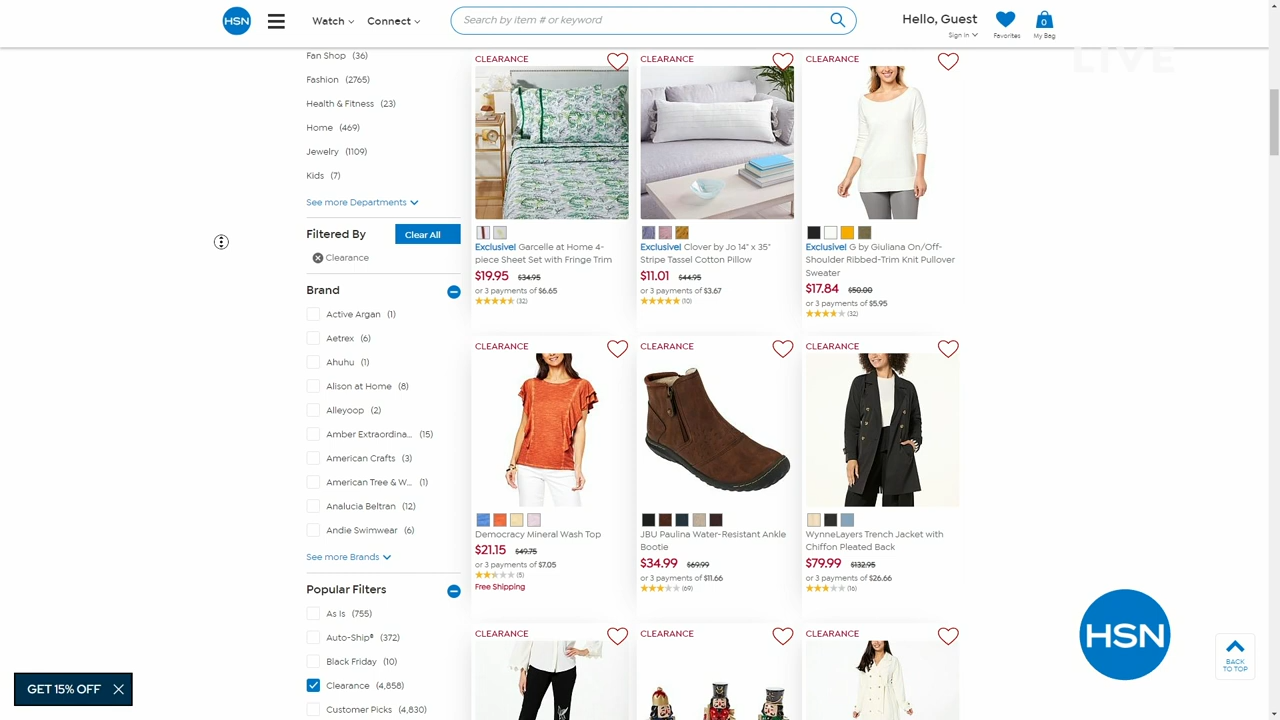 HSN
Watch
Connect
Search by item # or keyword
Hello, Guest
Sign In
Favorites
0
My Bag
LIVE
Fan Shop (36)
Fashion (2765)
Health & Fitness (23)
Home (469)
Jewelry (1109)
Kids (7)
See more Departments
Filtered By
Clear All
Clearance
Brand
Active Argan (1)
Aetrex (6)
Ahuhu (1)
Alison at Home (8)
Alleyoop (2)
Amber Extraordina... (15)
American Crafts (3)
American Tree & W... (1)
Analucia Beltran (12)
Andie Swimwear (6)
See more Brands
Popular Filters
As Is (755)
Auto-Ship® (372)
Black Friday (10)
Clearance (4,858)
Customer Picks (4,830)
CLEARANCE
Exclusive! Garcelle at Home 4-
piece Sheet Set with Fringe Trim
$19.95 $34.95
or 3 payments of $6.65
(32)
CLEARANCE
Exclusive! Clover by Jo 14" x 35"
Stripe Tassel Cotton Pillow
$11.01 $44.95
or 3 payments of $3.67
(10)
CLEARANCE
Exclusive! G by Giuliana On/Off-
Shoulder Ribbed-Trim Knit Pullover
Sweater
$17.84 $50.00
or 3 payments of $5.95
(32)
CLEARANCE
Democracy Mineral Wash Top
$21.15 $49.75
or 3 payments of $7.05
(5)
Free Shipping
CLEARANCE
JBU Paulina Water-Resistant Ankle
Bootie
$34.99 $69.99
or 3 payments of $11.66
(69)
CLEARANCE
WynneLayers Trench Jacket with
Chiffon Pleated Back
$79.99 $132.95
or 3 payments of $26.66
(16)
CLEARANCE
CLEARANCE
CLEARANCE
GET 15% OFF
HSN
BACK
TO TOP